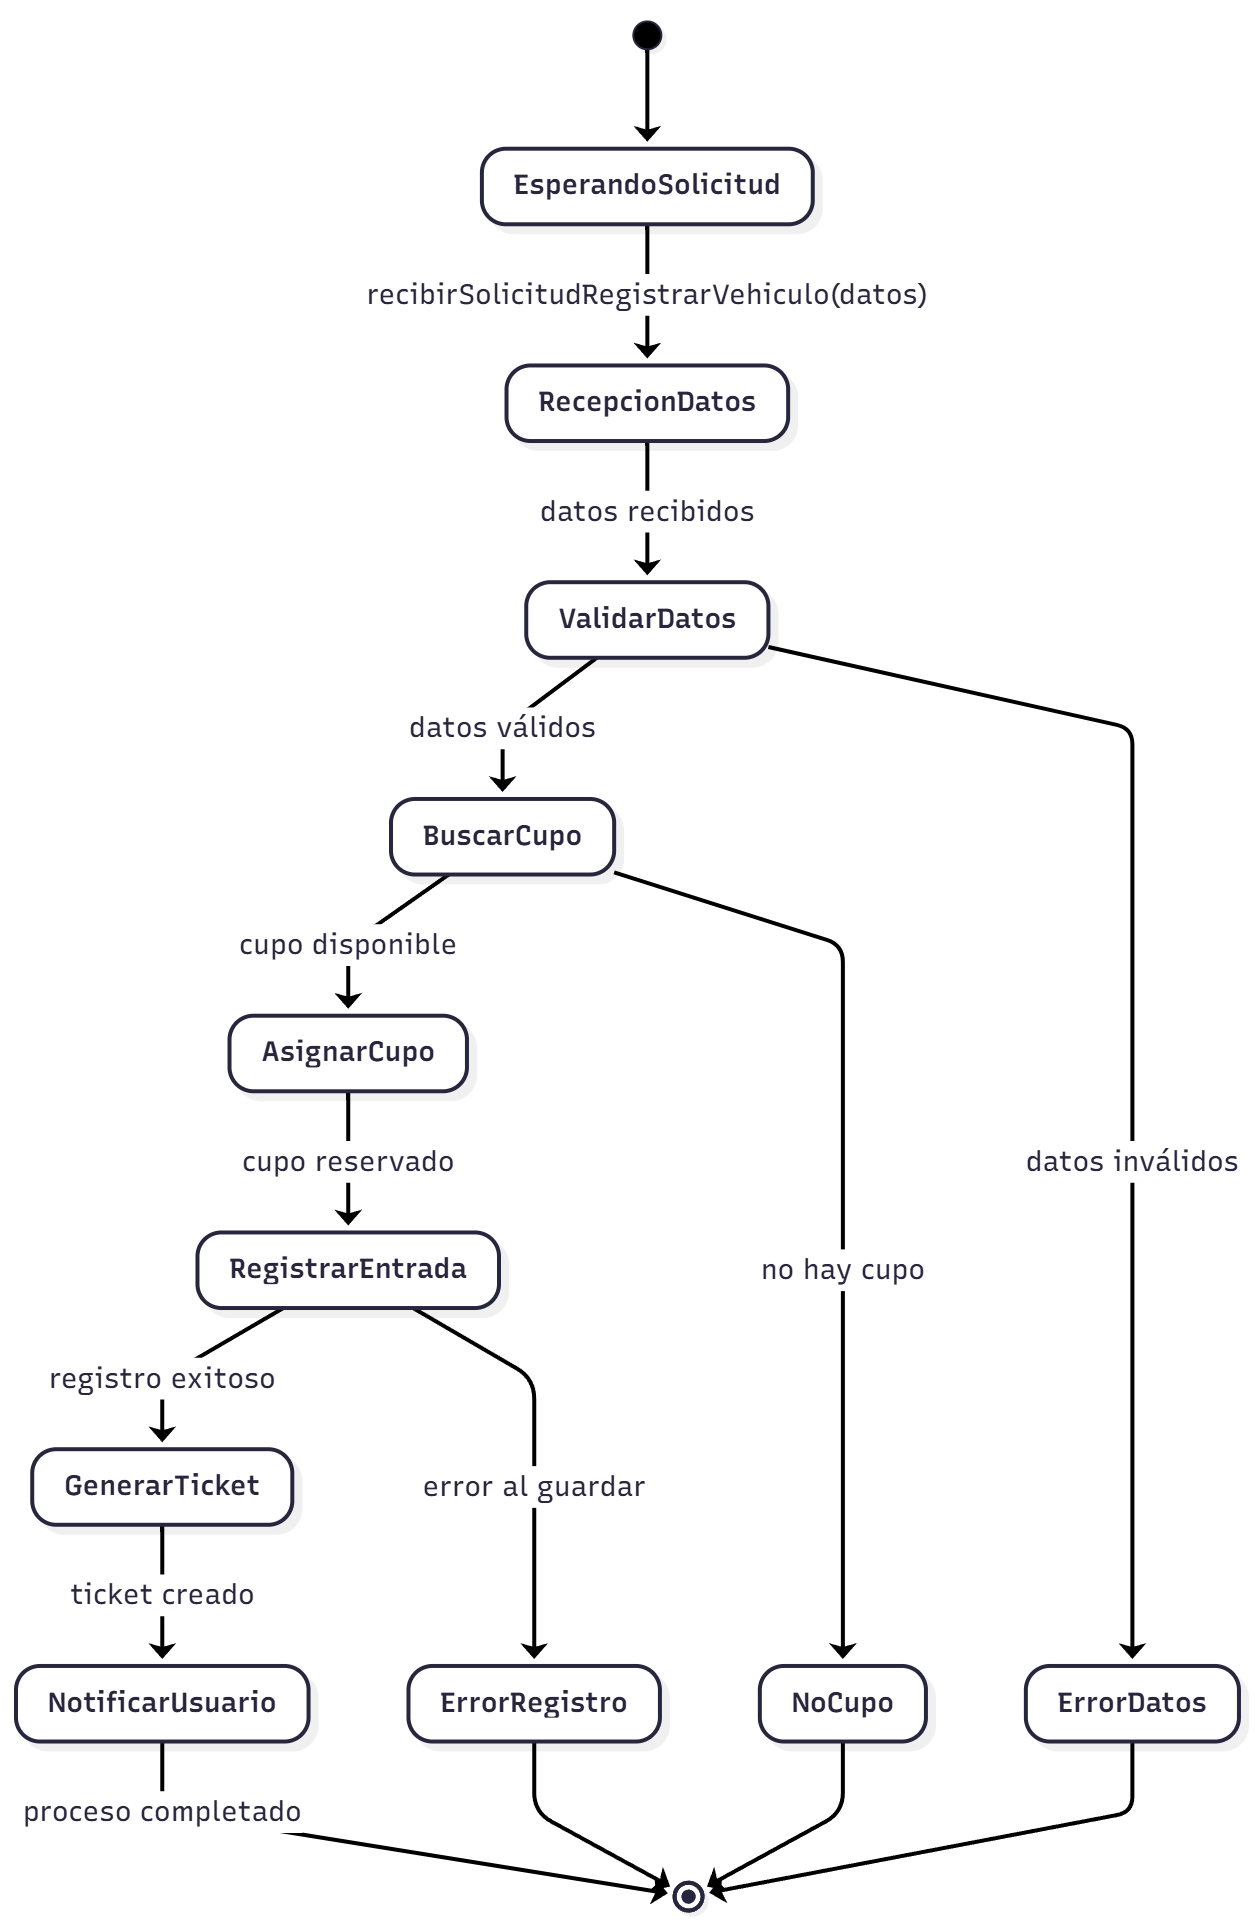 EsperandoSolicitud
recibirSolicitudRegistrarVehiculo(datos)
RecepcionDatos
datos recibidos
ValidarDatos
datos válidos
BuscarCupo
cupo disponible
AsignarCupo
cupo reservado
datos inválidos
RegistrarEntrada
no hay cupo
registro exitoso
GenerarTicket
error al guardar
ticket creado
NotificarUsuario
ErrorRegistro
NoCupo
ErrorDatos
proceso completado